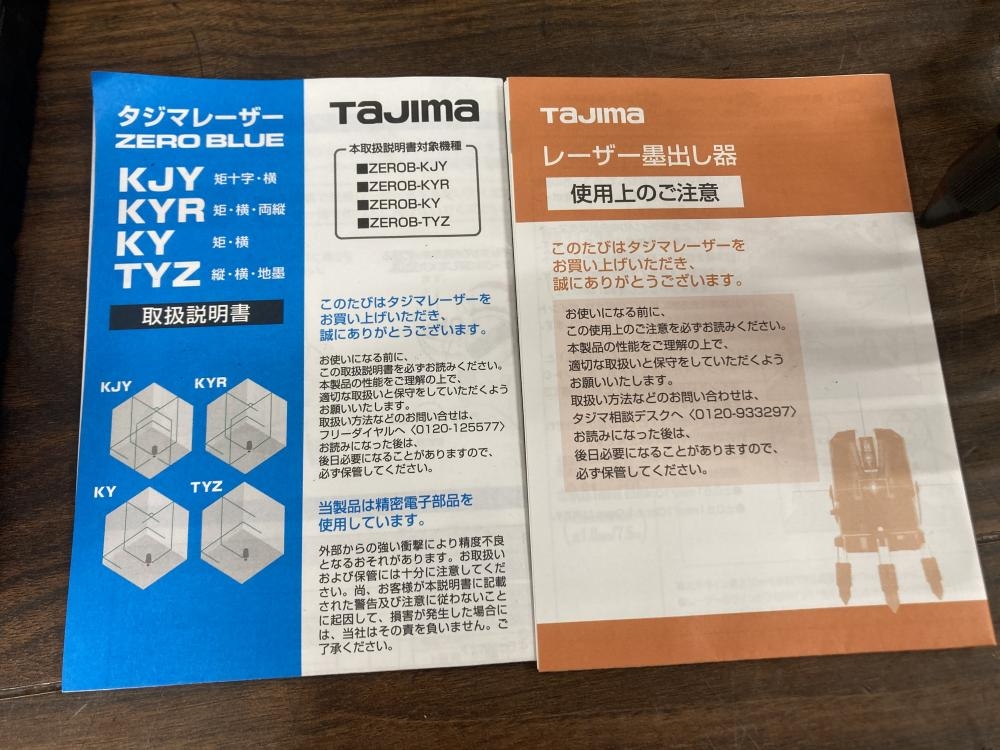 タジマレーザー
ZERO BLUE
KJY 矩十字・横
KYR 矩・横・両縦
KY 矩・横
TYZ 縦・横・地墨
取扱説明書
KJY
KYR
KY
TYZ
TAJIMA
本取扱説明書対象機種
■ZEROB-KJY
■ZEROB-KYR
■ZEROB-KY
■ZEROB-TYZ
このたびはタジマレーザーを
お買い上げいただき、
誠にありがとうございます。
お使いになる前に、
この取扱説明書を必ずお読みください。
本製品の性能をご理解の上で、
適切な取扱いと保守をしていただくよう
お願いいたします。
取扱い方法などのお問い合せは、
フリーダイヤルへ〈0120-125577〉
お読みになった後は、
後日必要になることがありますので、
必ず保管してください。
当製品は精密電子部品を
使用しています。
外部からの強い衝撃により精度不良
となるおそれがあります。お取扱い
および保管には十分に注意してくだ
さい。尚、お客様が本説明書に記載
された警告及び注意に従わないこと
に起因して、損害が発生した場合に
は、当社はその責を負いません。ご
了承ください。
TAJIMA
レーザー墨出し器
使用上のご注意
このたびはタジマレーザーを
お買い上げいただき、
誠にありがとうございます。
お使いになる前に、
この使用上のご注意を必ずお読みください。
本製品の性能をご理解の上で、
適切な取扱いと保守をしていただくよう
お願いいたします。
取扱い方法などのお問い合わせは、
タジマ相談デスクへ〈0120-933297〉
お読みになった後は、
後日必要になることがありますので、
必ず保管してください。